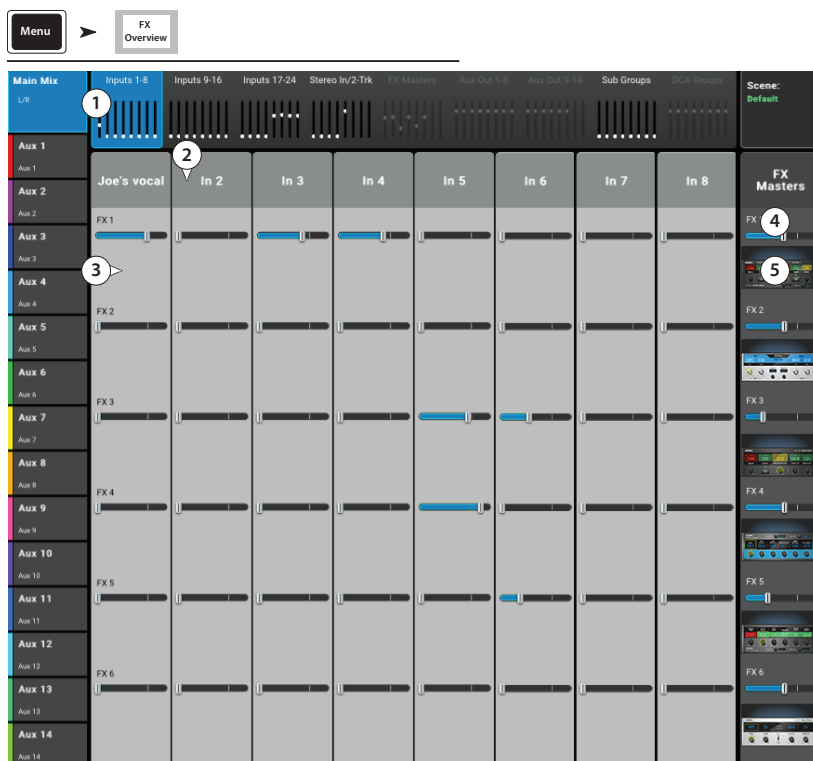 Menu
FX
Overview
Main Mix
L/R
Inputs 1-8
Inputs 9-16
Inputs 17-24
Stereo In/2-Trk
FX Masters
Aux Out 1-8
Aux Out 9-14
Sub Groups
DCA Groups
Scene:
Default
1
2
Joe's vocal
In 2
In 3
In 4
In 5
In 6
In 7
In 8
FX
Masters
Aux 1
Aux 1
Aux 2
Aux 2
Aux 3
Aux 3
Aux 4
Aux 4
Aux 5
Aux 5
Aux 6
Aux 6
Aux 7
Aux 7
Aux 8
Aux 8
Aux 9
Aux 9
Aux 10
Aux 10
Aux 11
Aux 11
Aux 12
Aux 12
Aux 13
Aux 13
Aux 14
Aux 14
FX 1
3
FX 2
FX 3
FX 4
FX 5
FX 6
FX
4
5
FX 2
FX 3
FX 4
FX 5
FX 6